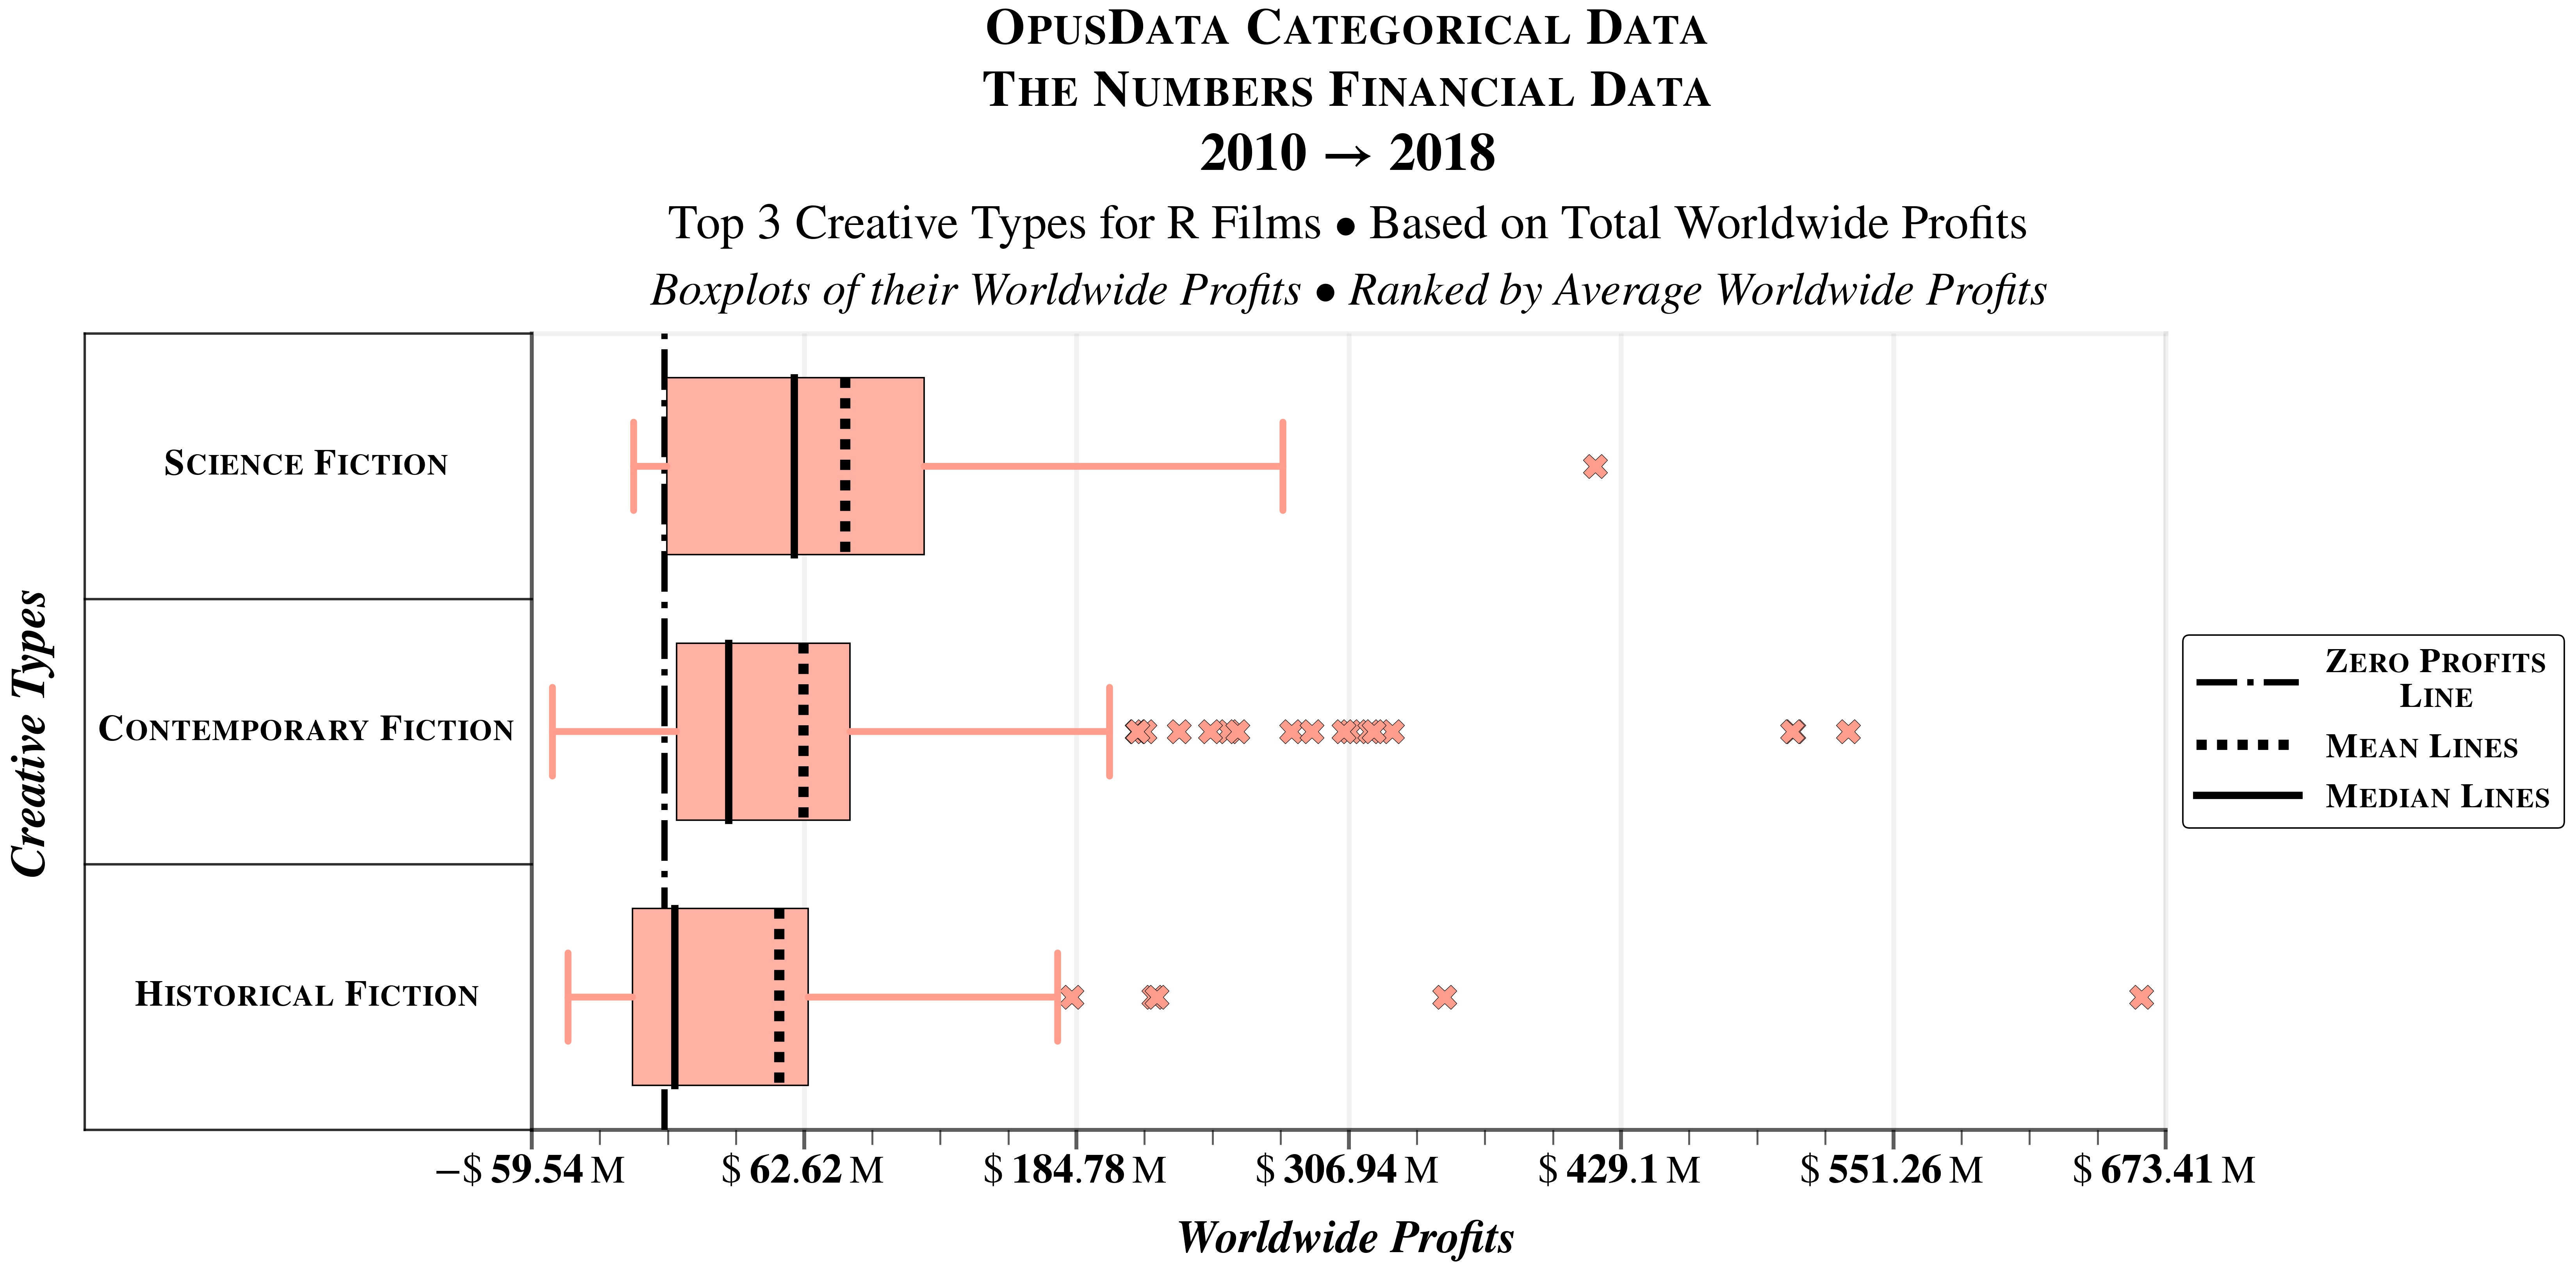 OpusData Categorical Data
The Numbers Financial Data
2010 → 2018
Top 3 Creative Types for R Films ● Based on Total Worldwide Profits
Boxplots of their Worldwide Profits ● Ranked by Average Worldwide Profits
Creative Types
Science Fiction
Contemporary Fiction
Historical Fiction
Zero Profits
Line
Mean Lines
Median Lines
−$ 59.54 M $ 62.62 M $ 184.78 M $ 306.94 M $ 429.1 M $ 551.26 M $ 673.41 M
Worldwide Profits